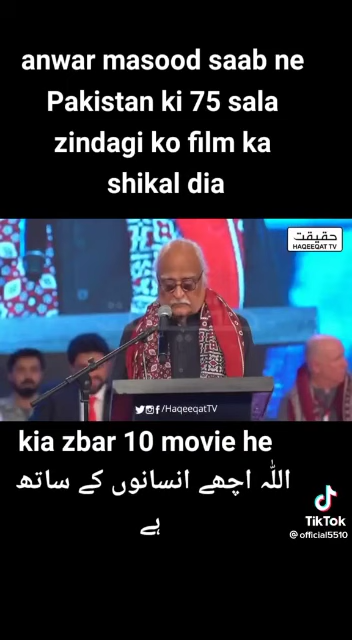 anwar masood saab ne
Pakistan ki 75 sala
zindagi ko film ka
shikal dia
حقیقت
HAQEEQAT TV
/HaqeeqatTV
kia zbar 10 movie he
اللّٰہ اچھے انسانوں کے ساتھ
ہے
TikTok
@official5510